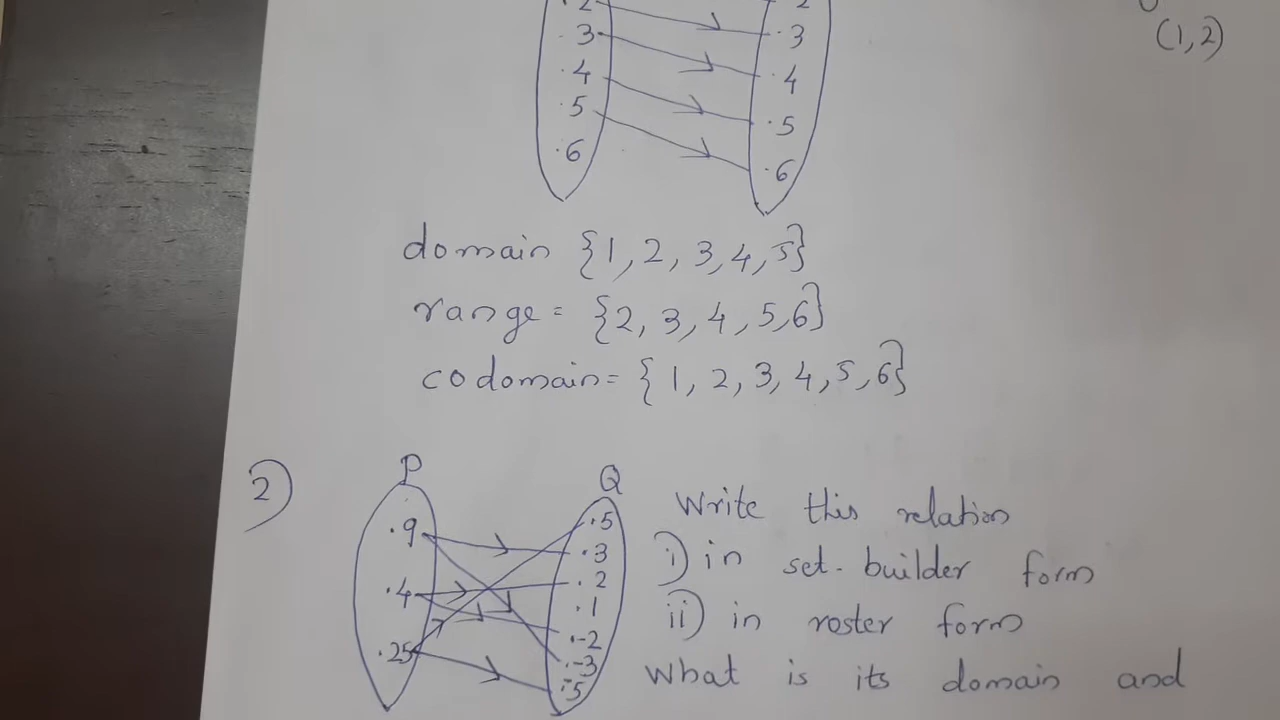 .2 .2
.3 .3
(1,2)
.4 .4
.5 .5
.6 .6
domain {1, 2, 3, 4, 5}
range = {2, 3, 4, 5, 6}
codomain = { 1, 2, 3, 4, 5, 6}
2)
P Q
.9 .5
.3
.4 .2
.1
.-2
.25 .-3
.-5
Write this relation
i) in set-builder form
ii) in roster form
What is its domain and